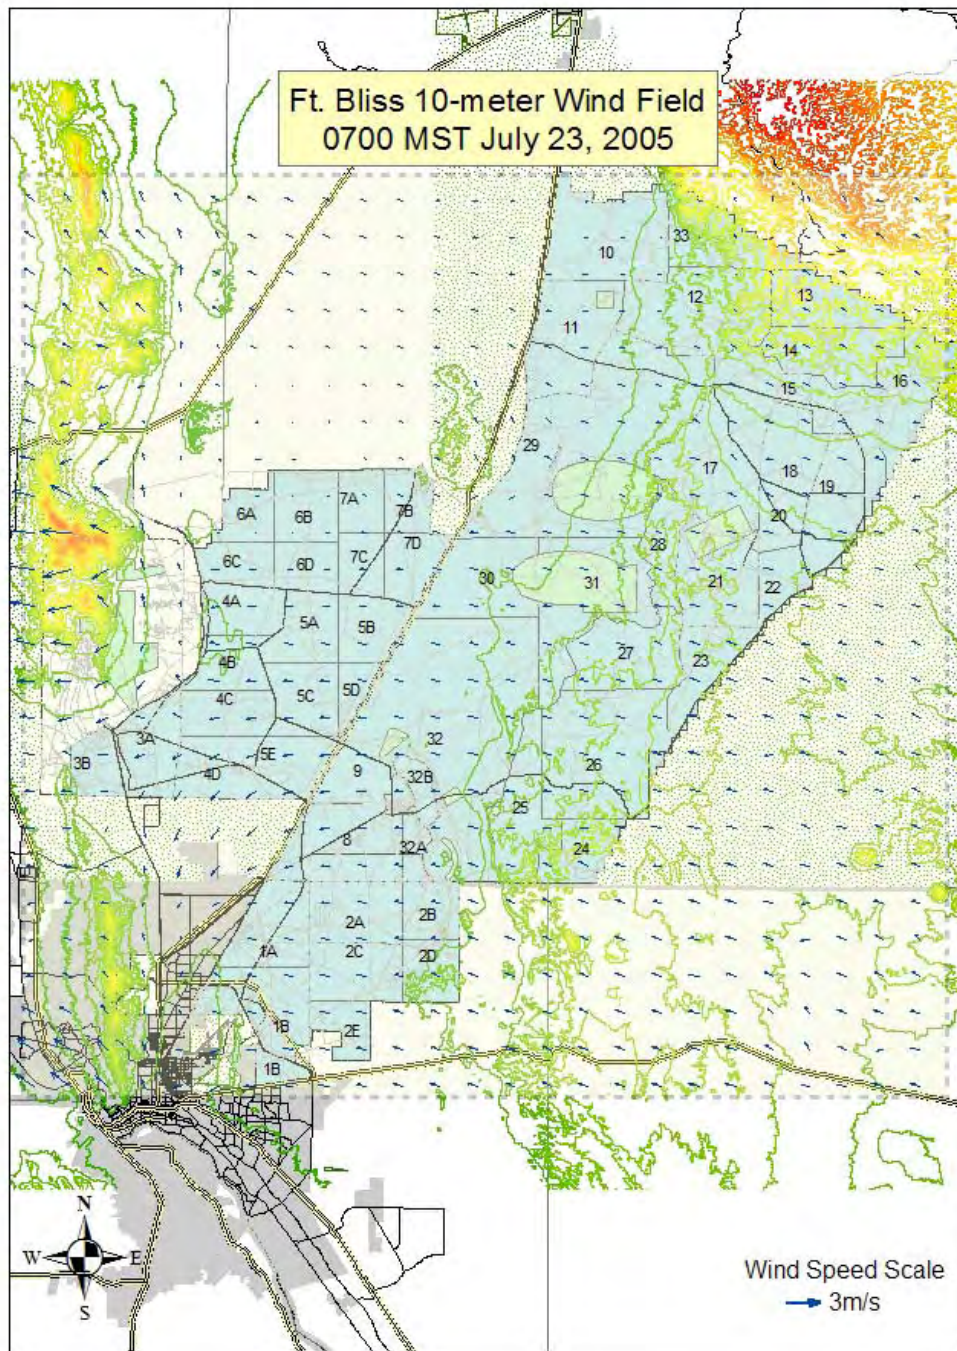 Ft. Bliss 10-meter Wind Field
0700 MST July 23, 2005
10
33
12
13
11
14
15
16
29
17
18
19
7A
7B
6A
6B
20
7D
28
6C
6D
7C
30
31
21
22
4A
5A
5B
27
23
4B
4C
5C
5D
3A
5E
32
3B
4D
9
32B
26
25
8
32A
24
2A
2B
1A
2C
2D
1B
2E
1B
N
W
E
S
Wind Speed Scale
3m/s